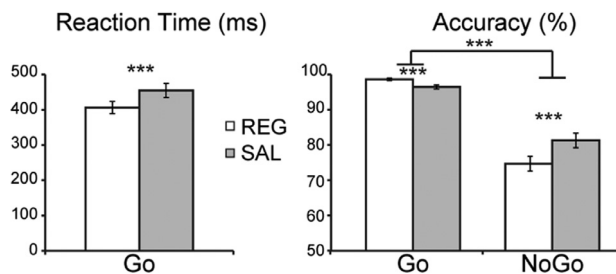 Reaction Time (ms)
***
500
400
300
200
100
0
Go
REG
SAL
Accuracy (%)
***
***
***
100
90
80
70
60
50
Go
NoGo